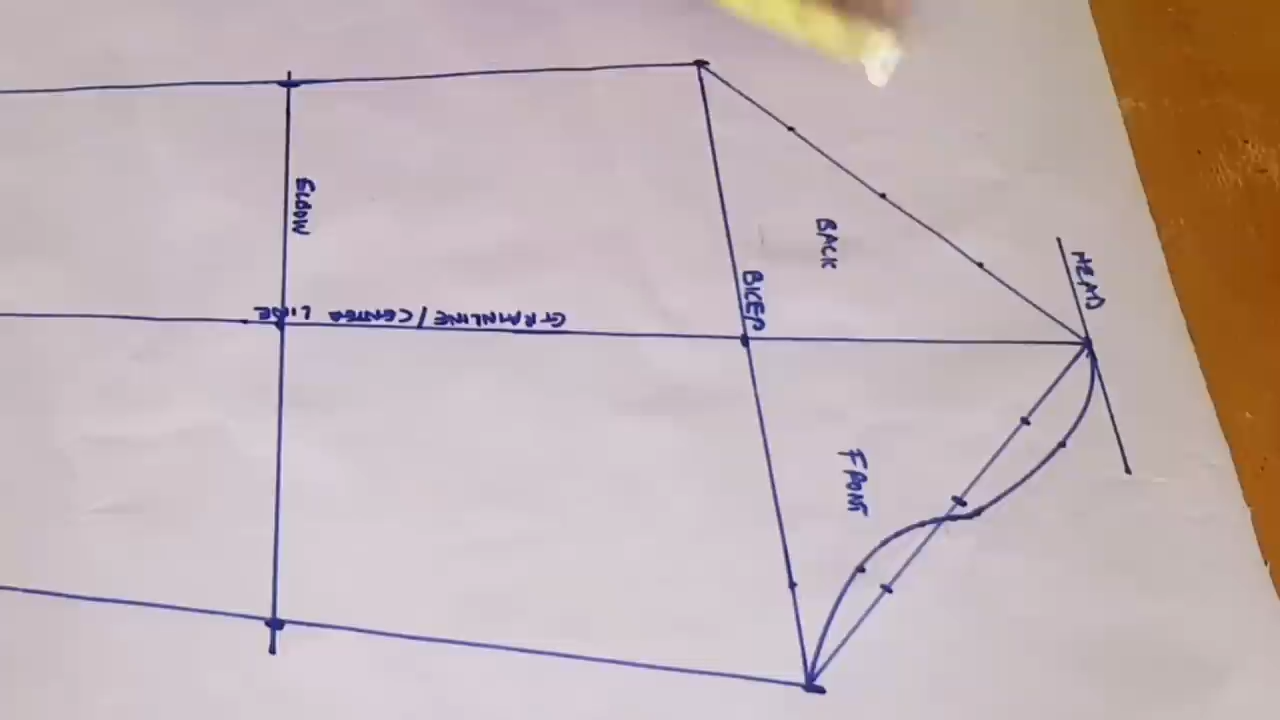 HEAD
BACK
BICEP
FRONT
ELBOW
GRAINLINE/CENTER LINE